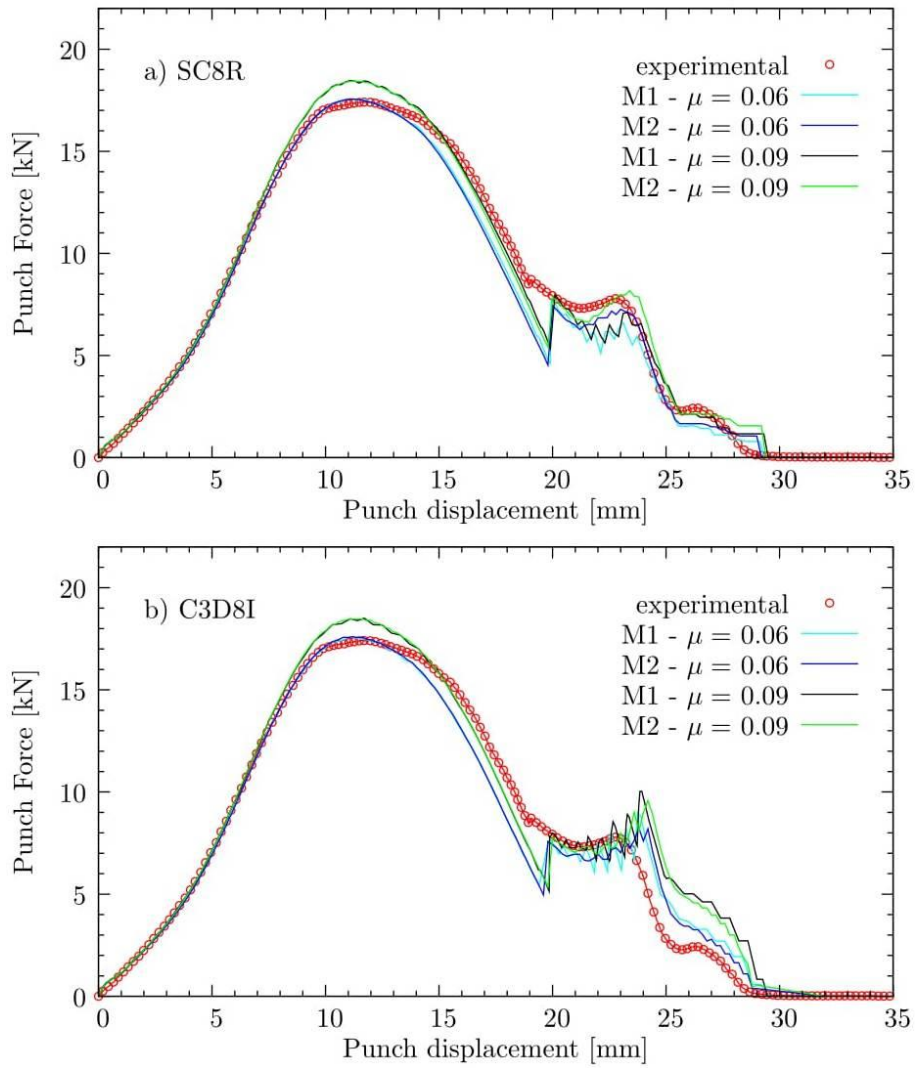 20
15
10
5
0
Punch Force [kN]
a) SC8R
experimental
M1 - μ = 0.06
M2 - μ = 0.06
M1 - μ = 0.09
M2 - μ = 0.09
0 5 10 15 20 25 30 35
Punch displacement [mm]
20
15
10
5
0
Punch Force [kN]
b) C3D8I
experimental
M1 - μ = 0.06
M2 - μ = 0.06
M1 - μ = 0.09
M2 - μ = 0.09
0 5 10 15 20 25 30 35
Punch displacement [mm]